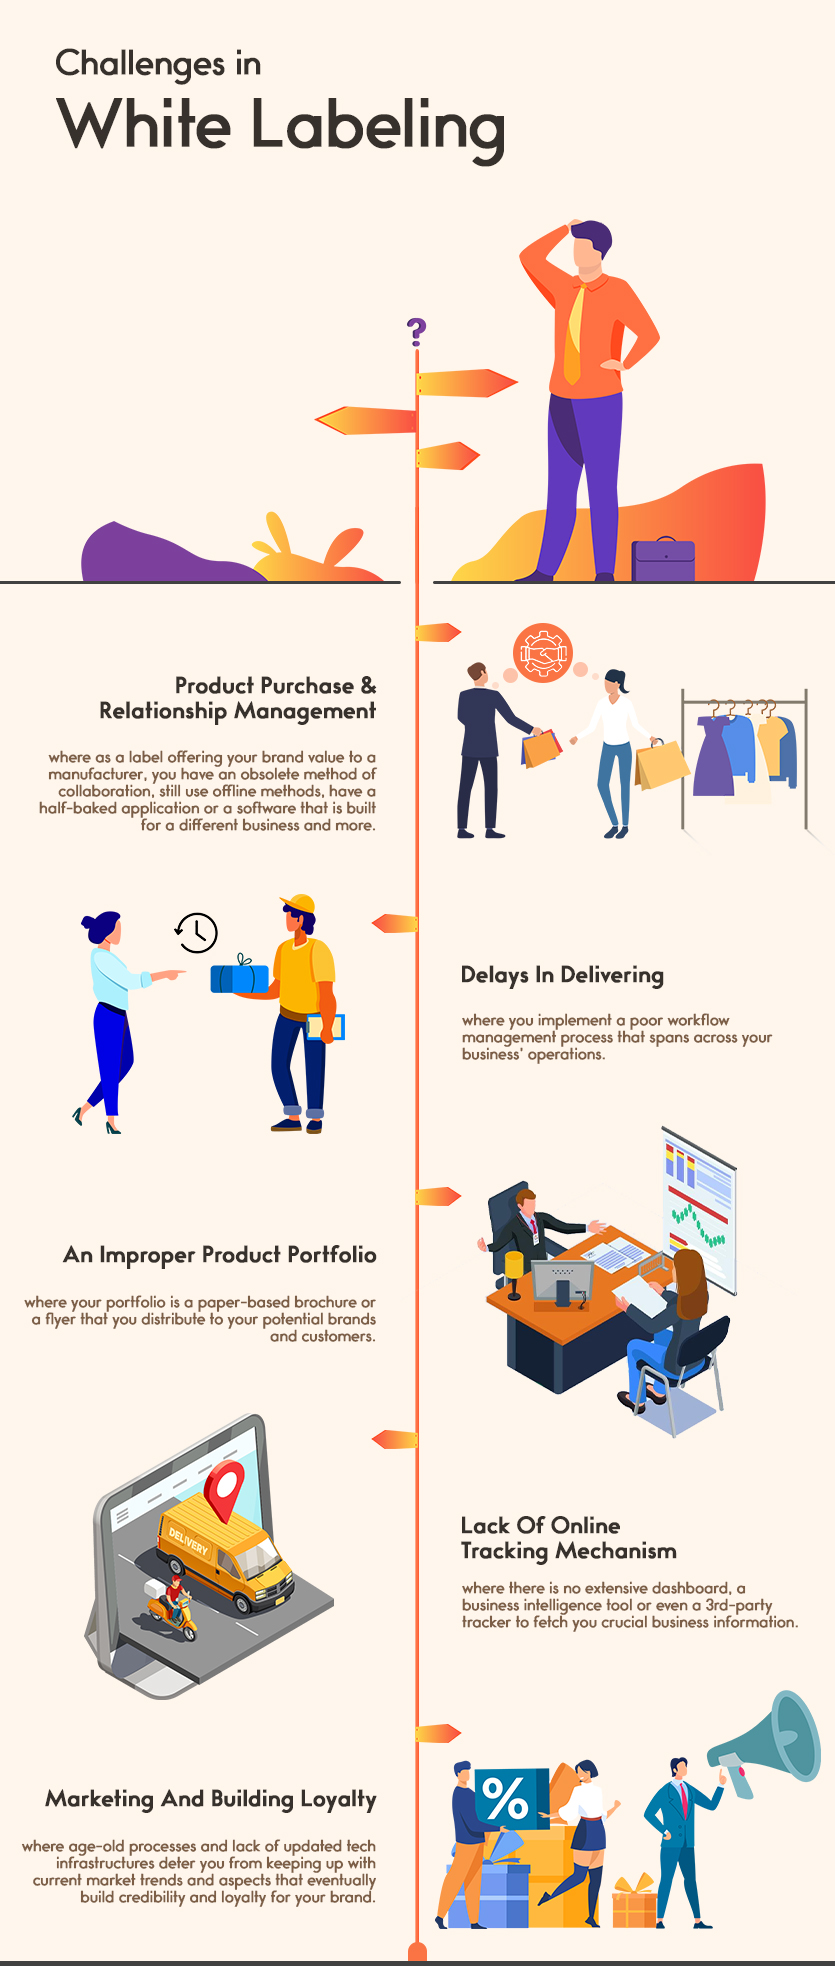 Challenges in
White Labeling
?
Product Purchase &
Relationship Management
where as a label offering your brand value to a
manufacturer, you have an obsolete method of
collaboration, still use offline methods, have a
half-baked application or a software that is built
for a different business and more.
Delays In Delivering
where you implement a poor workflow
management process that spans across your
business' operations.
An Improper Product Portfolio
where your portfolio is a paper-based brochure or
a flyer that you distribute to your potential brands
and customers.
DELIVERY
Lack Of Online
Tracking Mechanism
where there is no extensive dashboard, a
business intelligence tool or even a 3rd-party
tracker to fetch you crucial business information.
%
Marketing And Building Loyalty
where age-old processes and lack of updated tech
infrastructures deter you from keeping up with
current market trends and aspects that eventually
build credibility and loyalty for your brand.